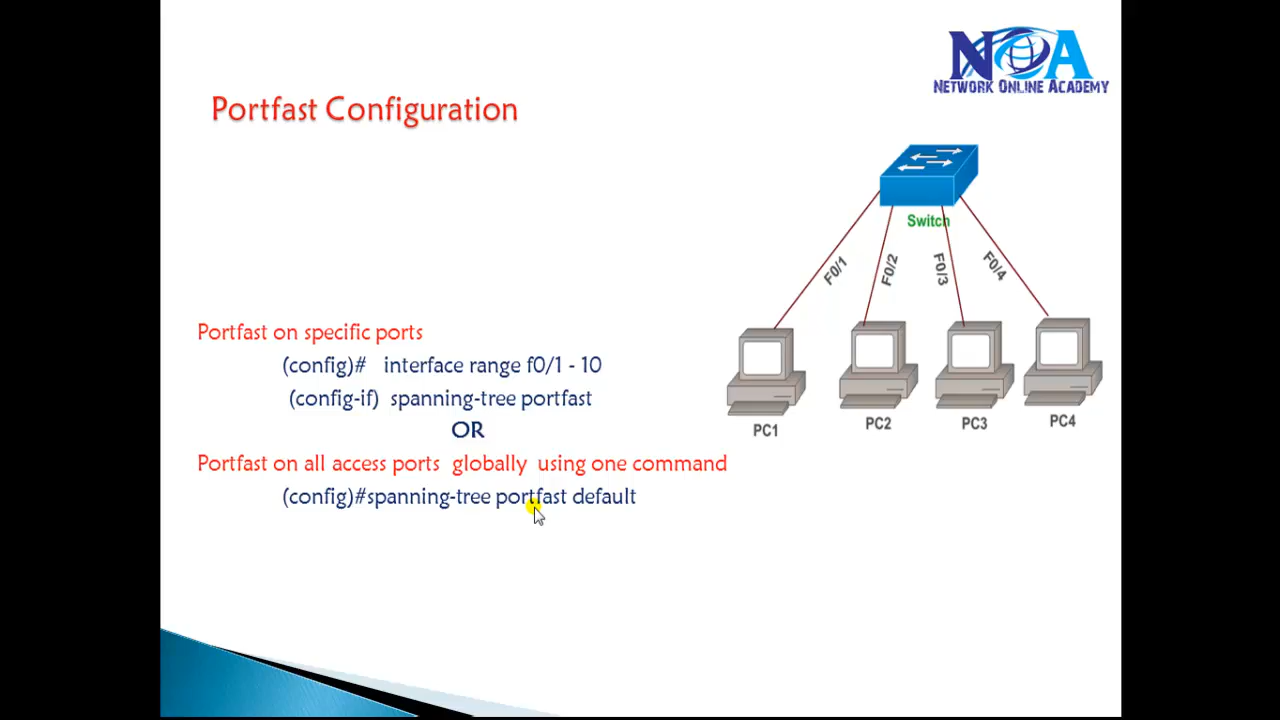 NOA
NETWORK ONLINE ACADEMY
Portfast Configuration
Switch
F0/1
F0/2
F0/3
F0/4
PC1
PC2
PC3
PC4
Portfast on specific ports
(config)# interface range f0/1 - 10
(config-if) spanning-tree portfast
OR
Portfast on all access ports globally using one command
(config)#spanning-tree portfast default